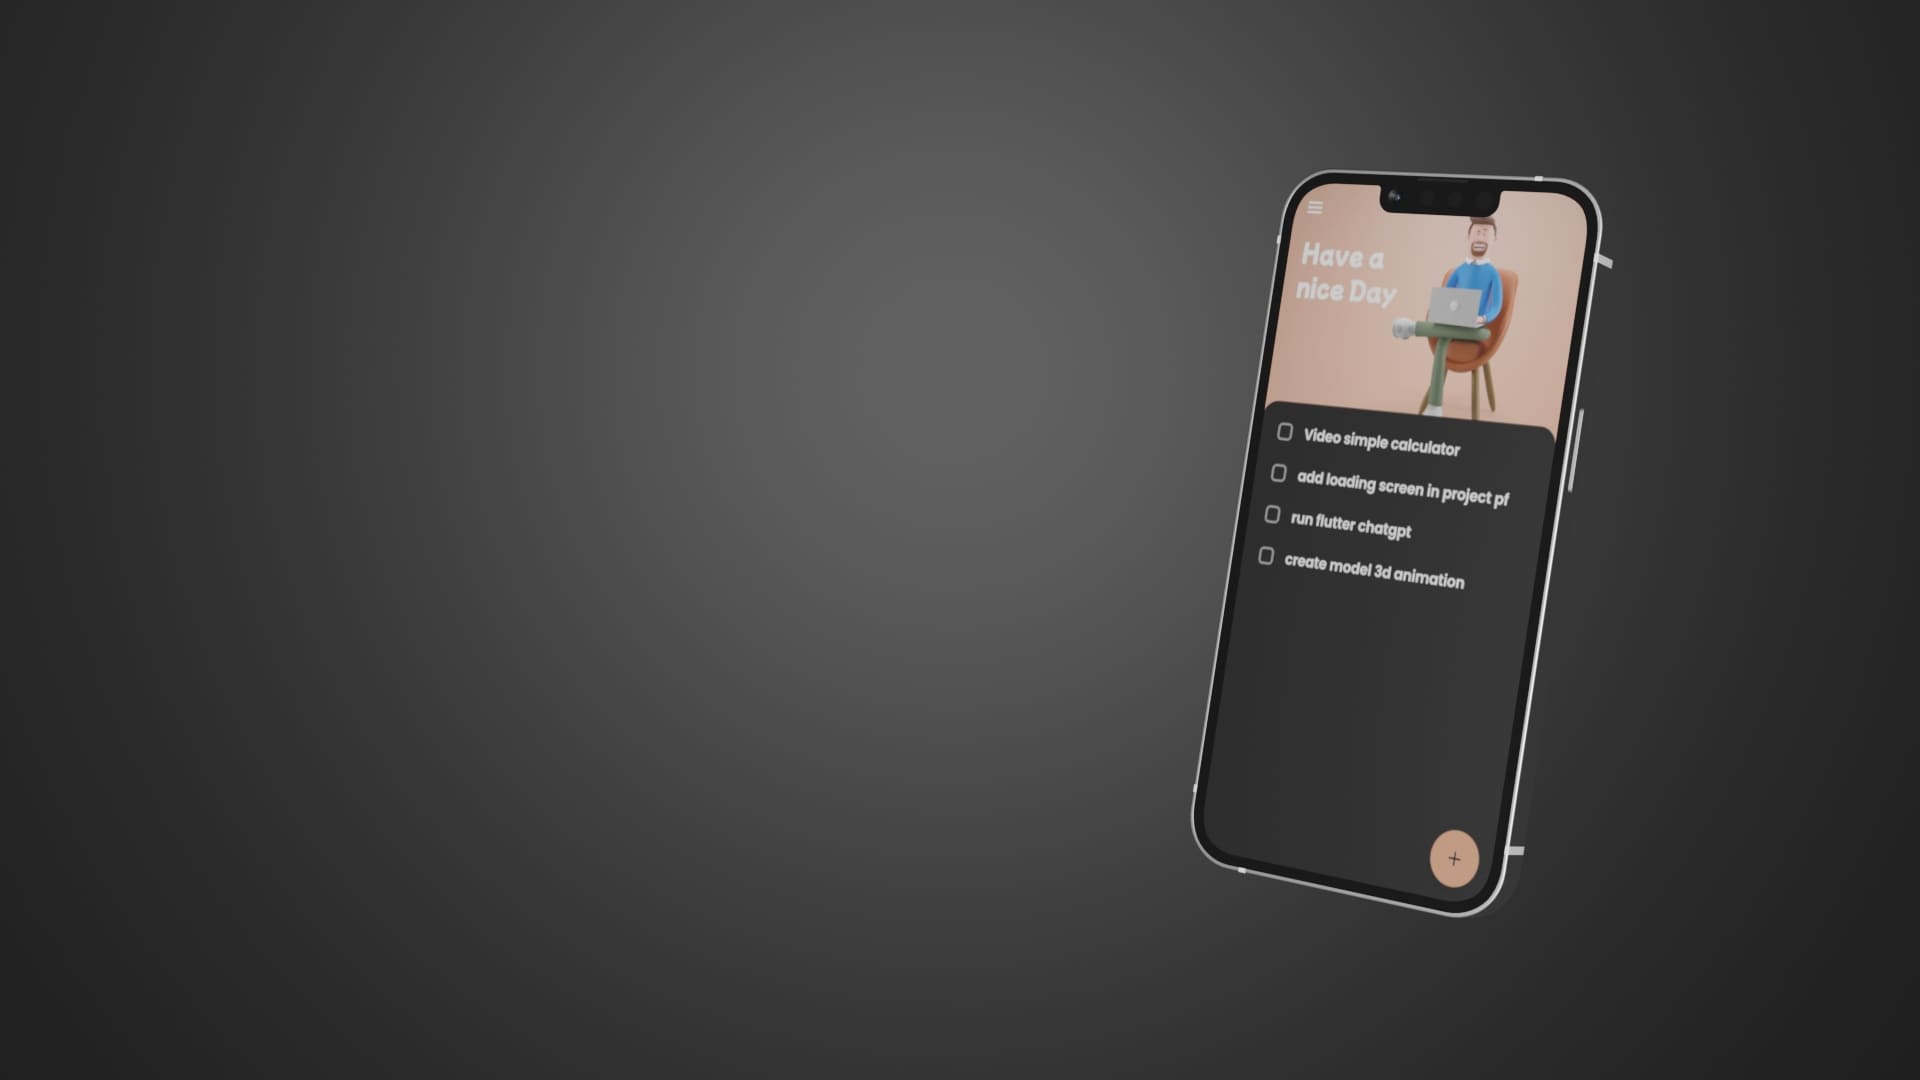 Have a
nice Day
Video simple calculator
add loading screen in project pf
run flutter chatgpt
create model 3d animation